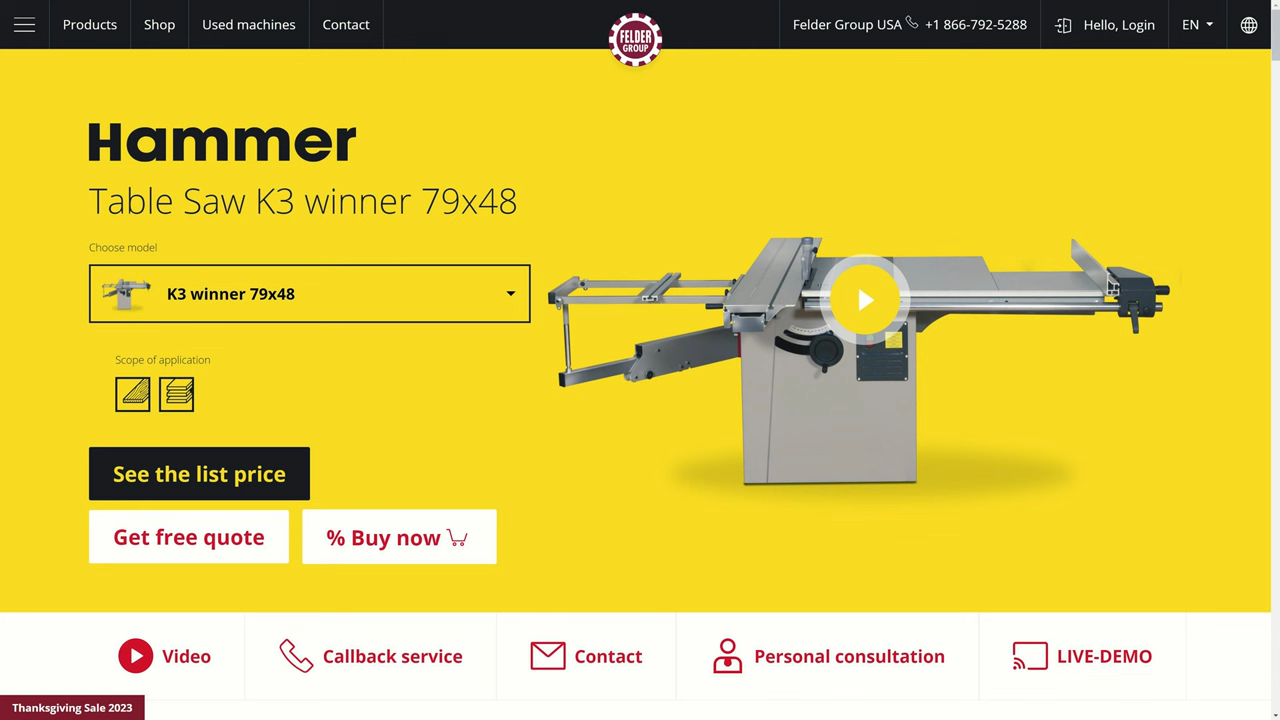 Products
Shop
Used machines
Contact
FELDER
GROUP
Felder Group USA +1 866-792-5288
Hello, Login
EN
Hammer
Table Saw K3 winner 79x48
Choose model
K3 winner 79x48
Scope of application
See the list price
Get free quote
% Buy now
Video
Callback service
Contact
Personal consultation
LIVE-DEMO
Thanksgiving Sale 2023